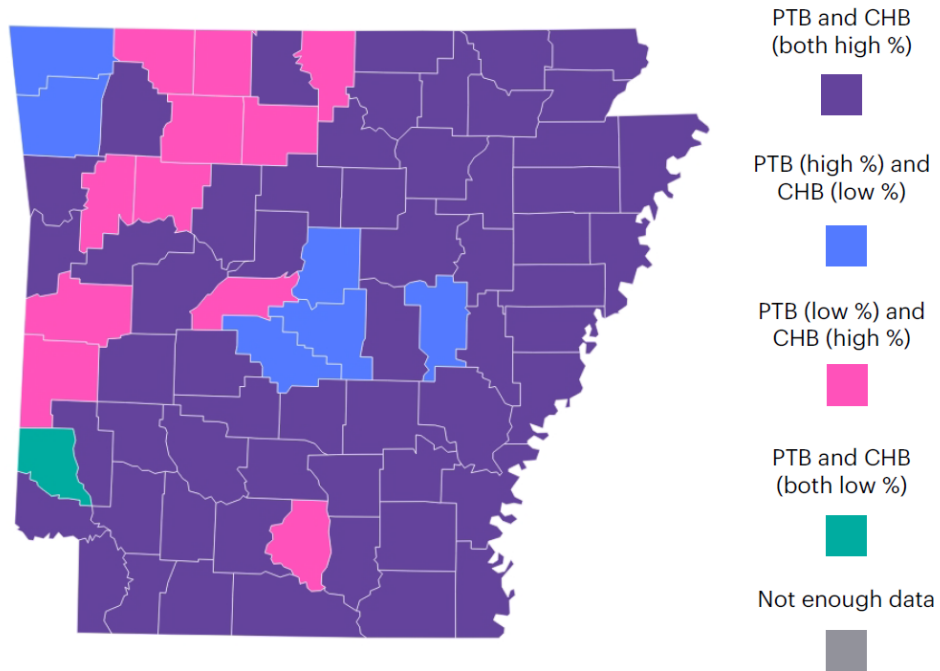 PTB and CHB
(both high %)
PTB (high %) and
CHB (low %)
PTB (low %) and
CHB (high %)
PTB and CHB
(both low %)
Not enough data